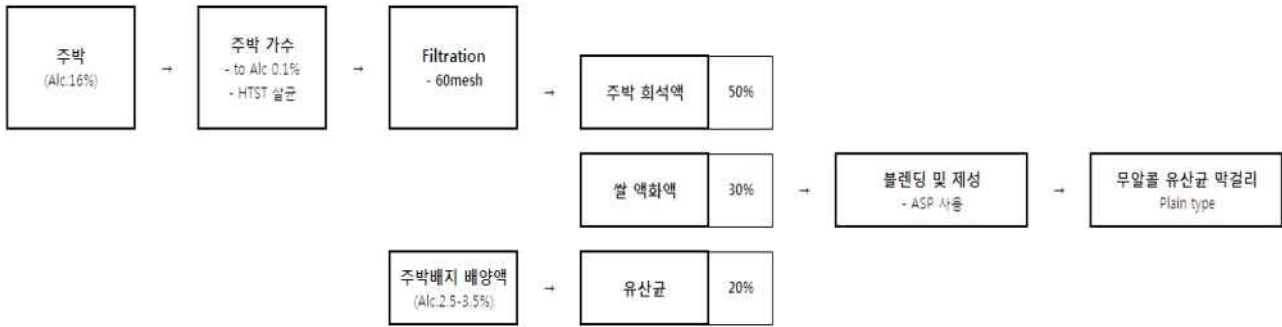 주박
(Alc.16%)
→
주박 가수
- to Alc 0.1%
- HTST 살균
→
Filtration
- 60mesh
→
주박 희석액
50%
쌀 액화액
30%
→
블렌딩 및 제성
- ASP 사용
→
무알콜 유산균 막걸리
Plain type
주박배지 배양액
(Alc.2.5-3.5%)
→
유산균
20%